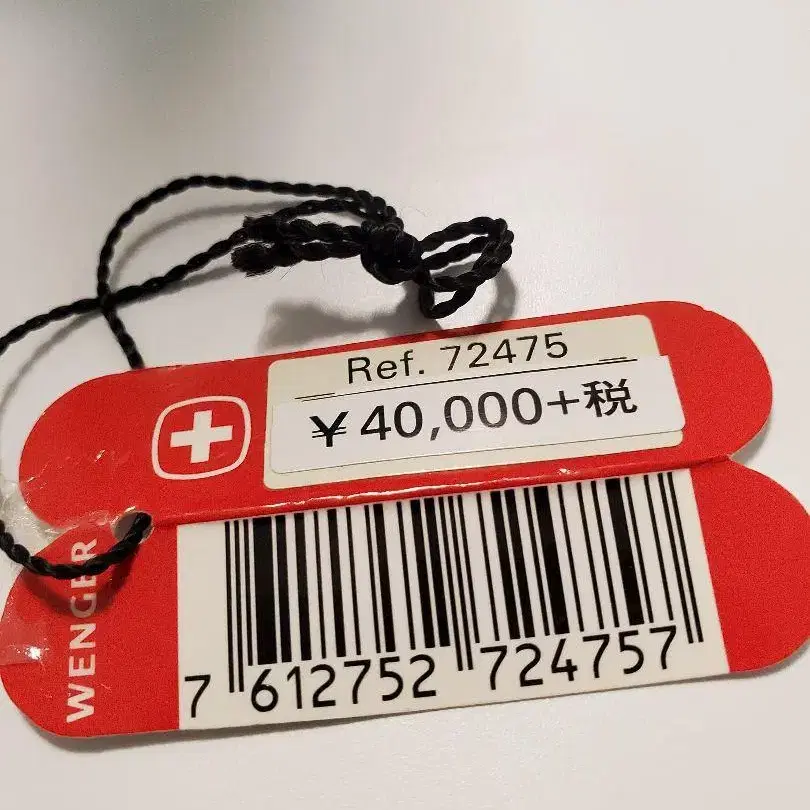 Ref. 72475
¥40,000+税
WENGER
7 612752 724757